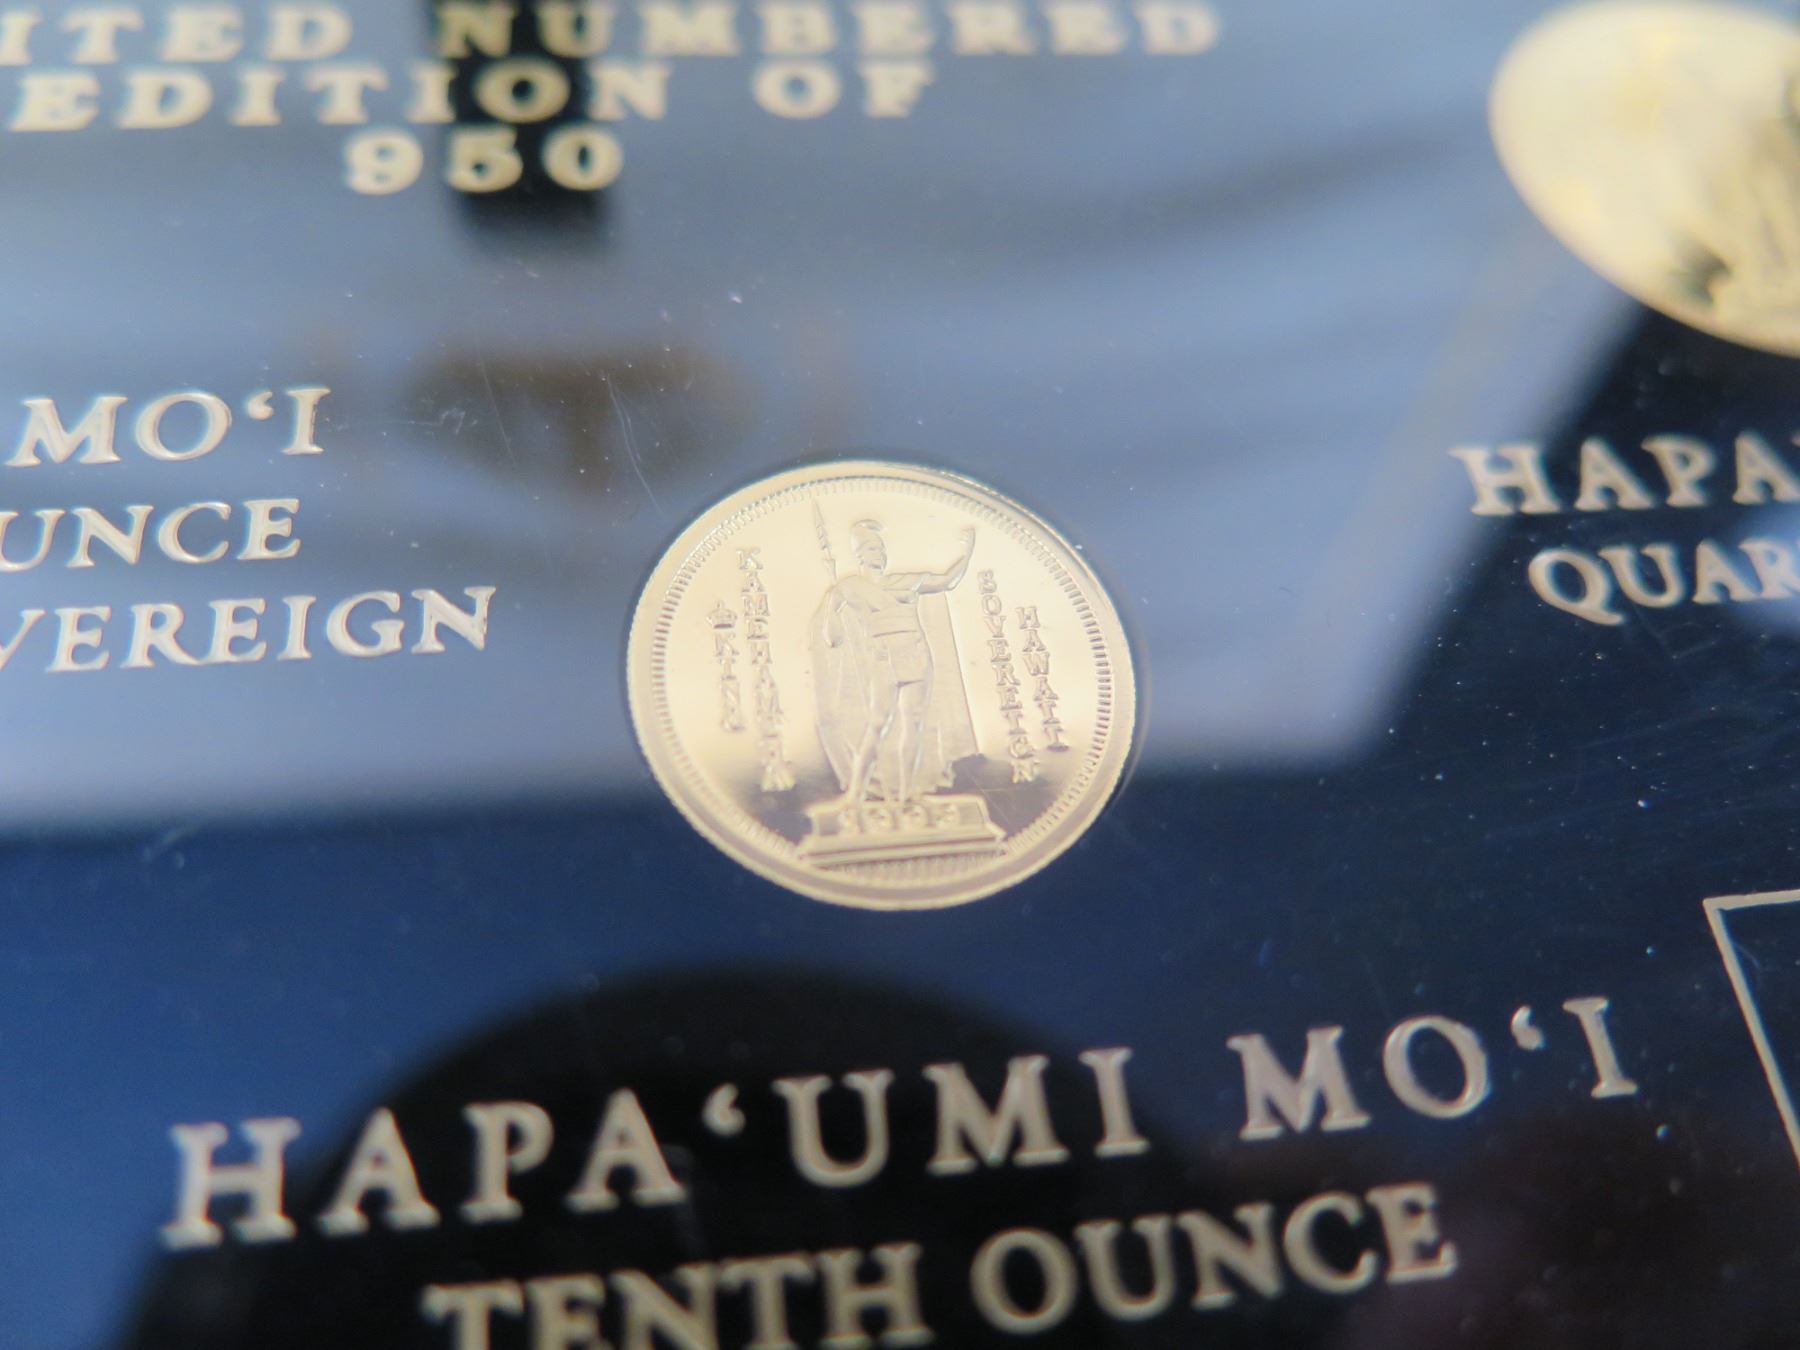 ITED NUMBERED
EDITION OF
950
MO‘I
UNCE
VEREIGN
KING
KAMEHAMEHA
SOVEREIGN
HAWAII
1993
HAPA
QUAR
HAPA‘UMI MO‘I
TENTH OUNCE